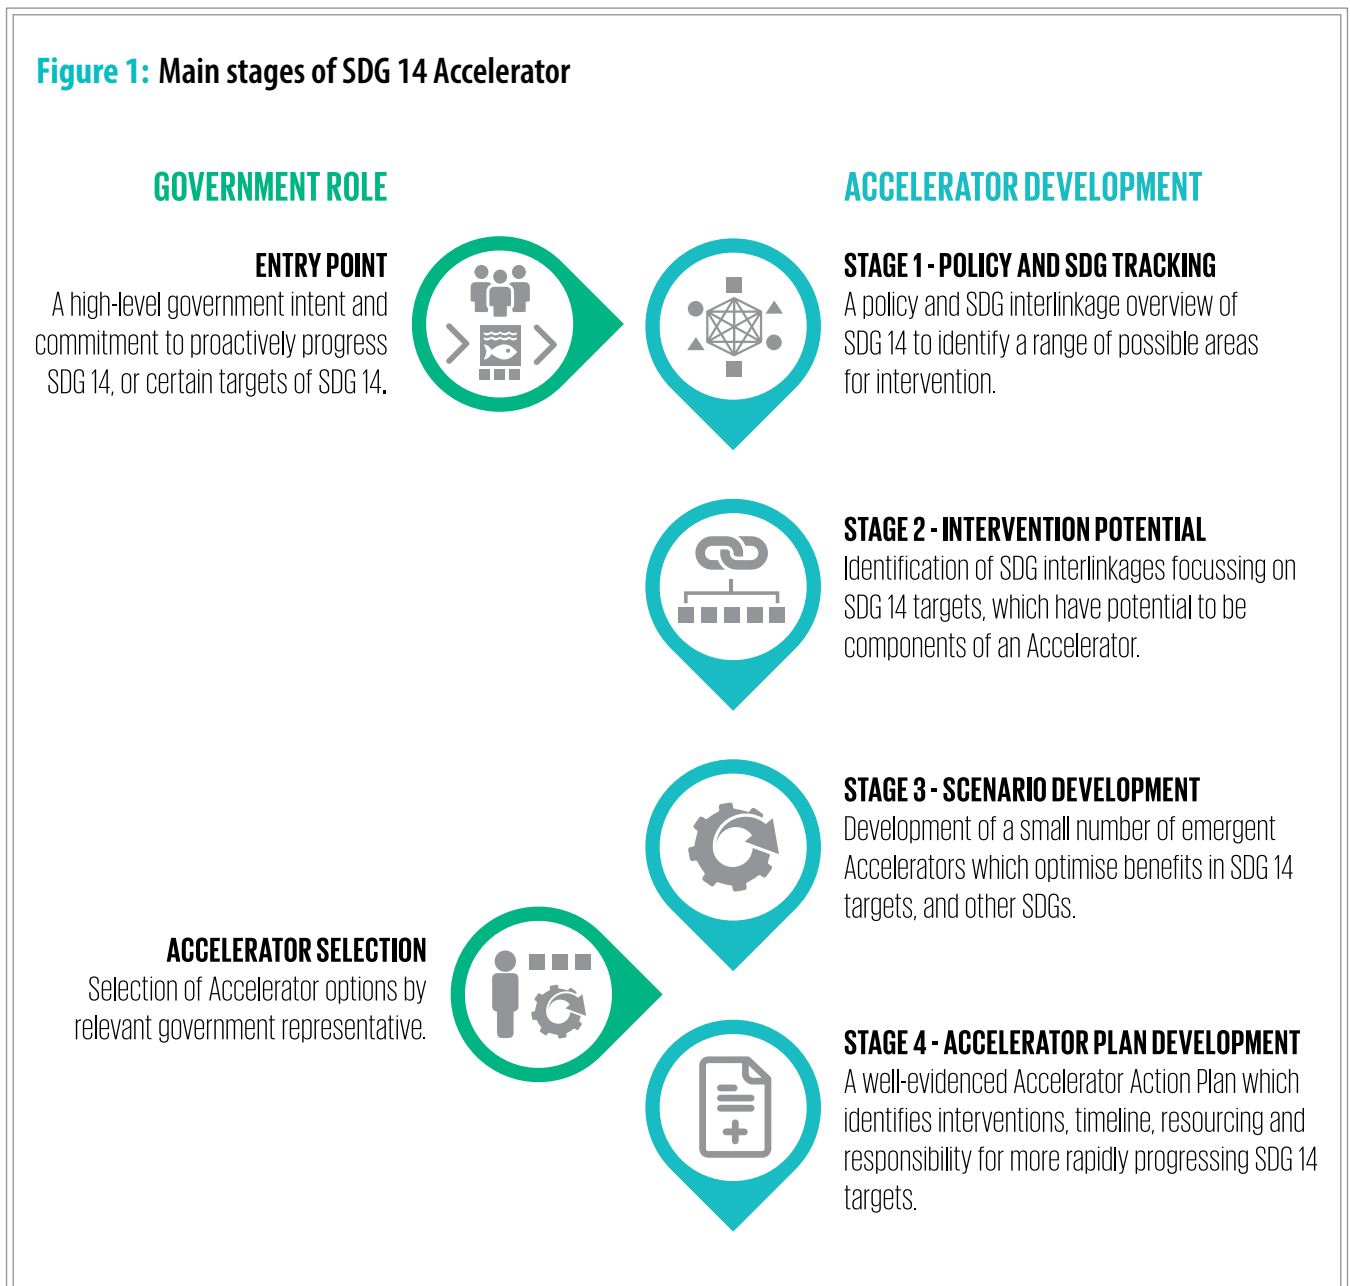 Figure 1: Main stages of SDG 14 Accelerator
GOVERNMENT ROLE
ACCELERATOR DEVELOPMENT
ENTRY POINT
A high-level government intent and
commitment to proactively progress
SDG 14, or certain targets of SDG 14.
STAGE 1 - POLICY AND SDG TRACKING
A policy and SDG interlinkage overview of
SDG 14 to identify a range of possible areas
for intervention.
STAGE 2 - INTERVENTION POTENTIAL
Identification of SDG interlinkages focussing on
SDG 14 targets, which have potential to be
components of an Accelerator.
STAGE 3 - SCENARIO DEVELOPMENT
Development of a small number of emergent
Accelerators which optimise benefits in SDG 14
targets, and other SDGs.
ACCELERATOR SELECTION
Selection of Accelerator options by
relevant government representative.
STAGE 4 - ACCELERATOR PLAN DEVELOPMENT
A well-evidenced Accelerator Action Plan which
identifies interventions, timeline, resourcing and
responsibility for more rapidly progressing SDG 14
targets.